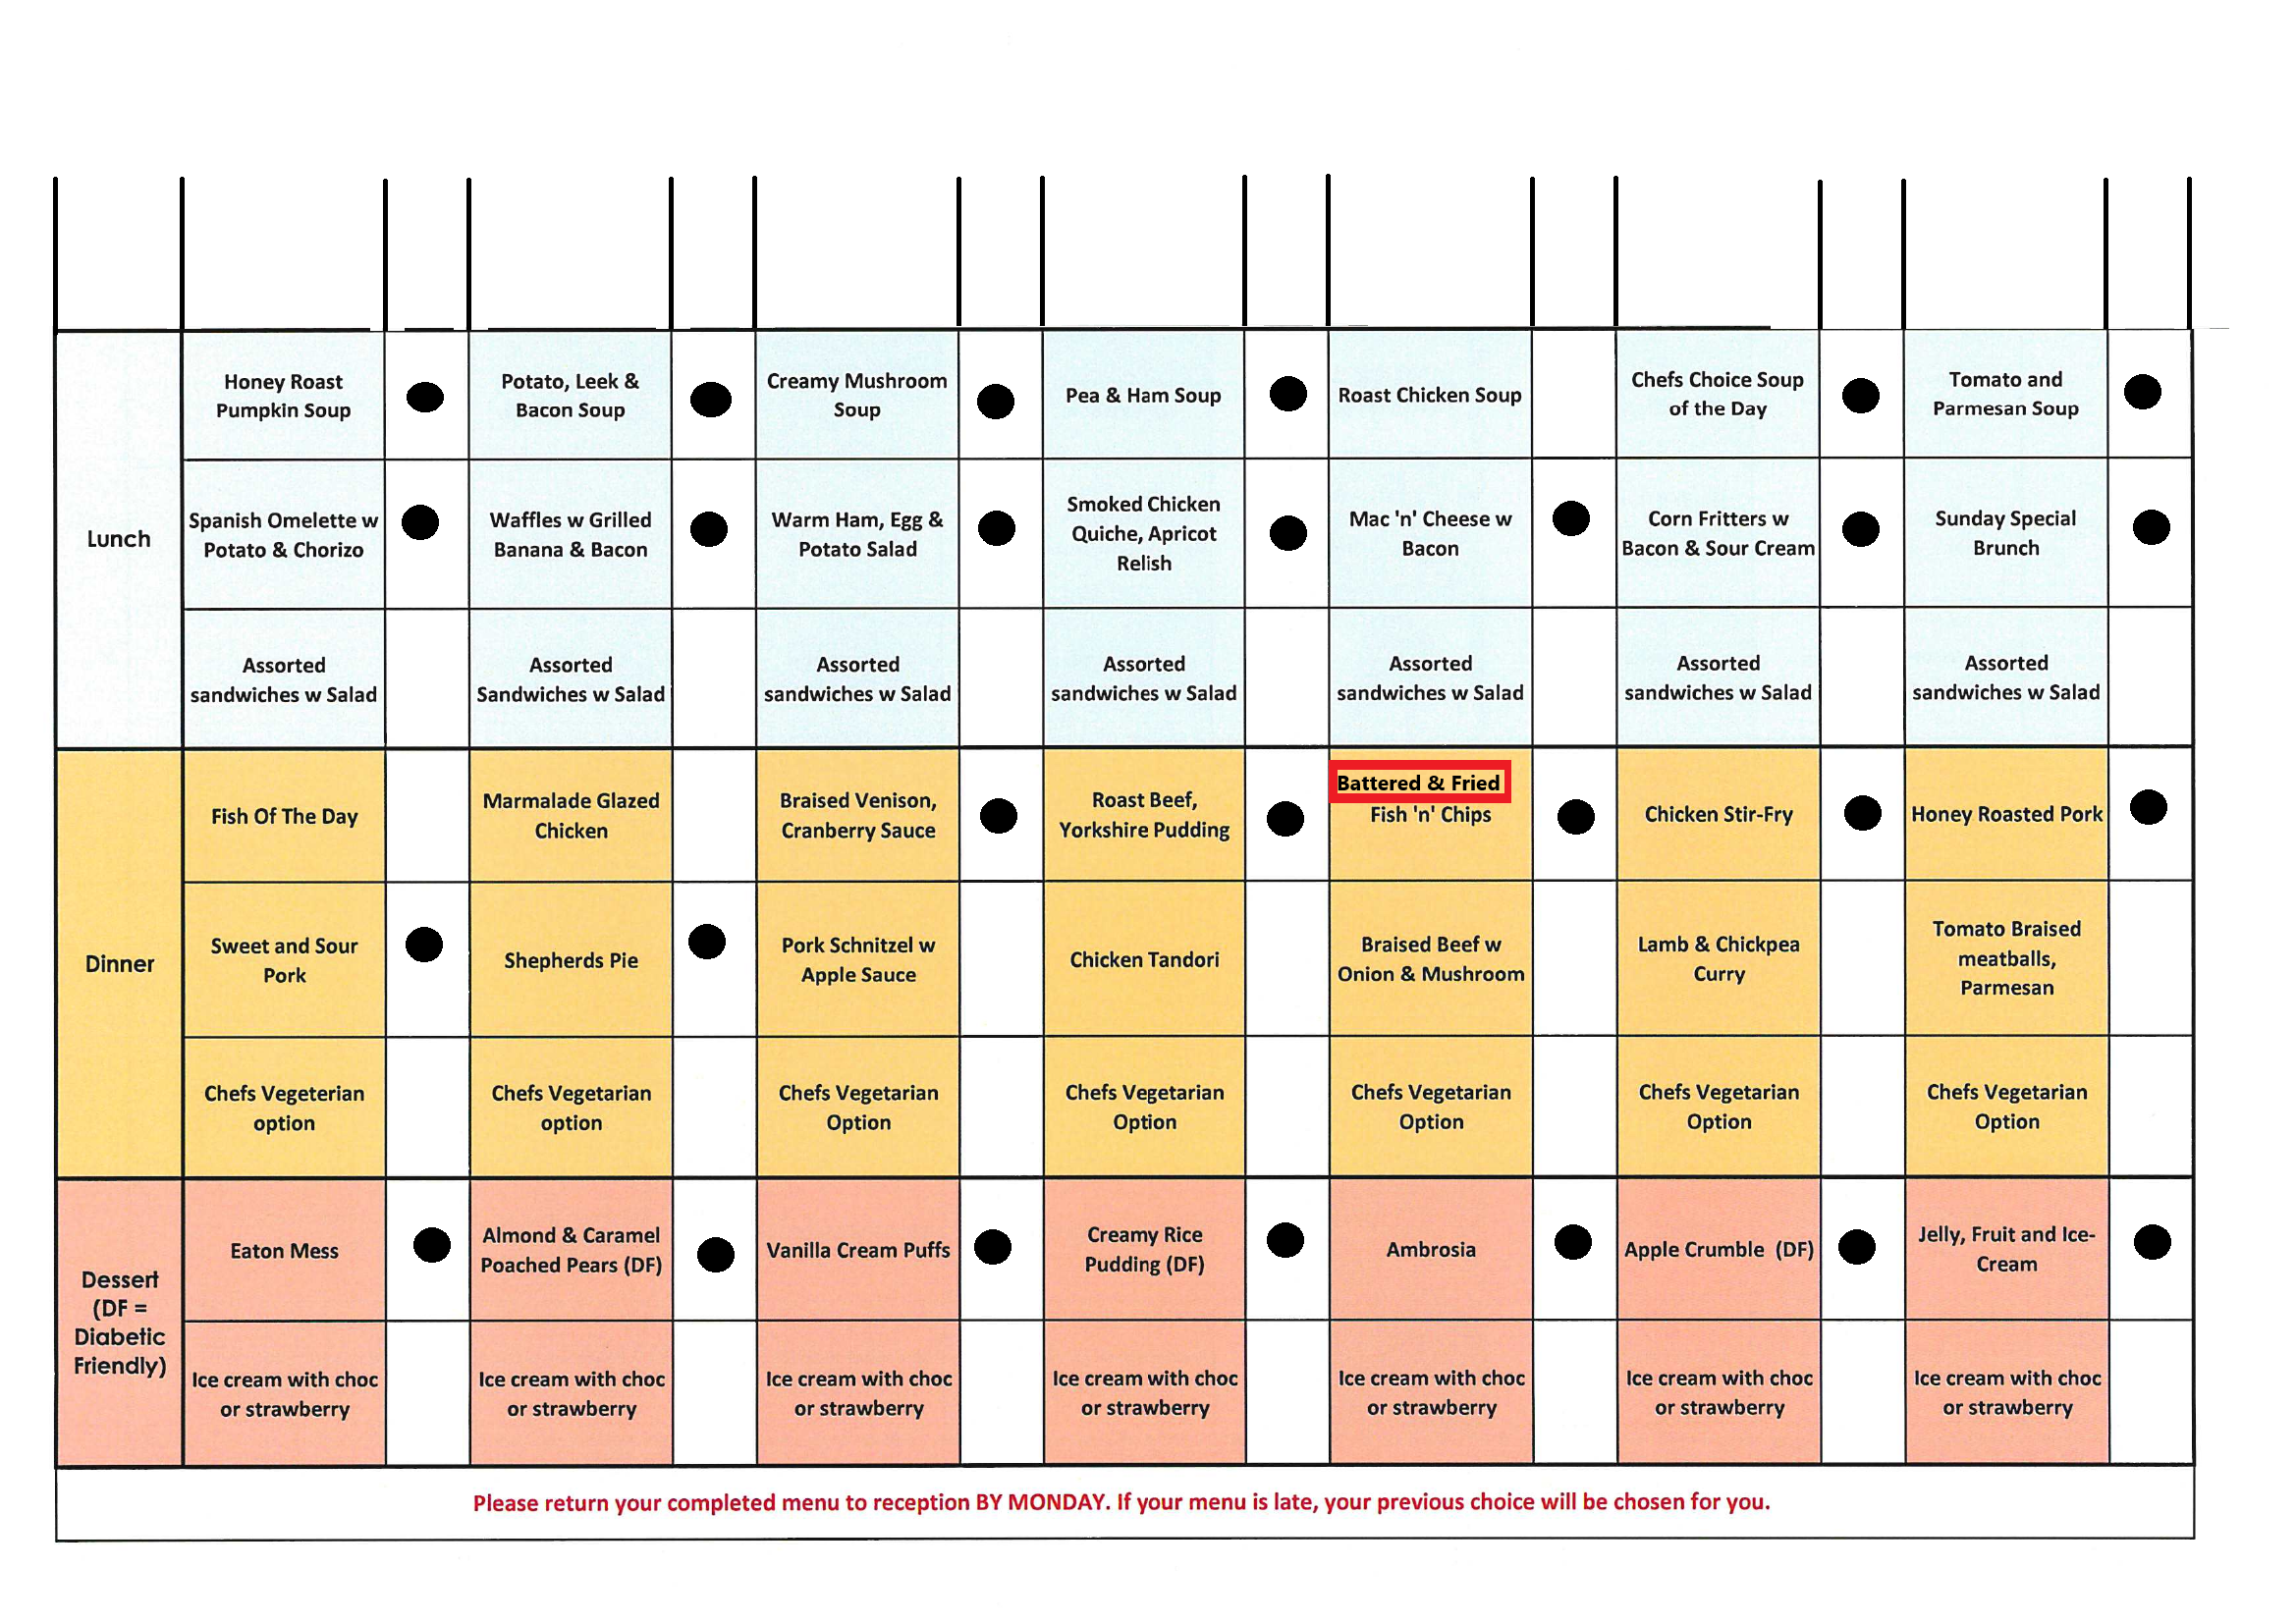 Lunch
Honey Roast
Pumpkin Soup
Potato, Leek &
Bacon Soup
Creamy Mushroom
Soup
Pea & Ham Soup
Roast Chicken Soup
Chefs Choice Soup
of the Day
Tomato and
Parmesan Soup
Spanish Omelette w
Potato & Chorizo
Waffles w Grilled
Banana & Bacon
Warm Ham, Egg &
Potato Salad
Smoked Chicken
Quiche, Apricot
Relish
Mac 'n' Cheese w
Bacon
Corn Fritters w
Bacon & Sour Cream
Sunday Special
Brunch
Assorted
sandwiches w Salad
Assorted
Sandwiches w Salad
Assorted
sandwiches w Salad
Assorted
sandwiches w Salad
Assorted
sandwiches w Salad
Assorted
sandwiches w Salad
Assorted
sandwiches w Salad
Dinner
Fish Of The Day
Marmalade Glazed
Chicken
Braised Venison,
Cranberry Sauce
Roast Beef,
Yorkshire Pudding
Battered & Fried
Fish 'n' Chips
Chicken Stir-Fry
Honey Roasted Pork
Sweet and Sour
Pork
Shepherds Pie
Pork Schnitzel w
Apple Sauce
Chicken Tandori
Braised Beef w
Onion & Mushroom
Lamb & Chickpea
Curry
Tomato Braised
meatballs,
Parmesan
Chefs Vegeterian
option
Chefs Vegetarian
option
Chefs Vegetarian
Option
Chefs Vegetarian
Option
Chefs Vegetarian
Option
Chefs Vegetarian
Option
Chefs Vegetarian
Option
Dessert
(DF =
Diabetic
Friendly)
Eaton Mess
Almond & Caramel
Poached Pears (DF)
Vanilla Cream Puffs
Creamy Rice
Pudding (DF)
Ambrosia
Apple Crumble (DF)
Jelly, Fruit and Ice-
Cream
Ice cream with choc
or strawberry
Ice cream with choc
or strawberry
Ice cream with choc
or strawberry
Ice cream with choc
or strawberry
Ice cream with choc
or strawberry
Ice cream with choc
or strawberry
Ice cream with choc
or strawberry
Please return your completed menu to reception BY MONDAY. If your menu is late, your previous choice will be chosen for you.